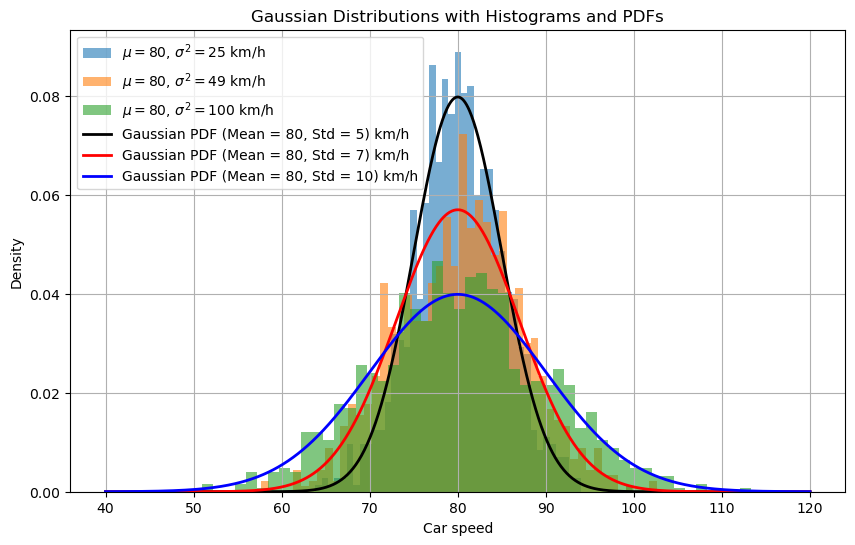 Gaussian Distributions with Histograms and PDFs
μ = 80, σ² = 25 km/h
μ = 80, σ² = 49 km/h
μ = 80, σ² = 100 km/h
Gaussian PDF (Mean = 80, Std = 5) km/h
Gaussian PDF (Mean = 80, Std = 7) km/h
Gaussian PDF (Mean = 80, Std = 10) km/h
Density
0.08
0.06
0.04
0.02
0.00
40 50 60 70 80 90 100 110 120
Car speed